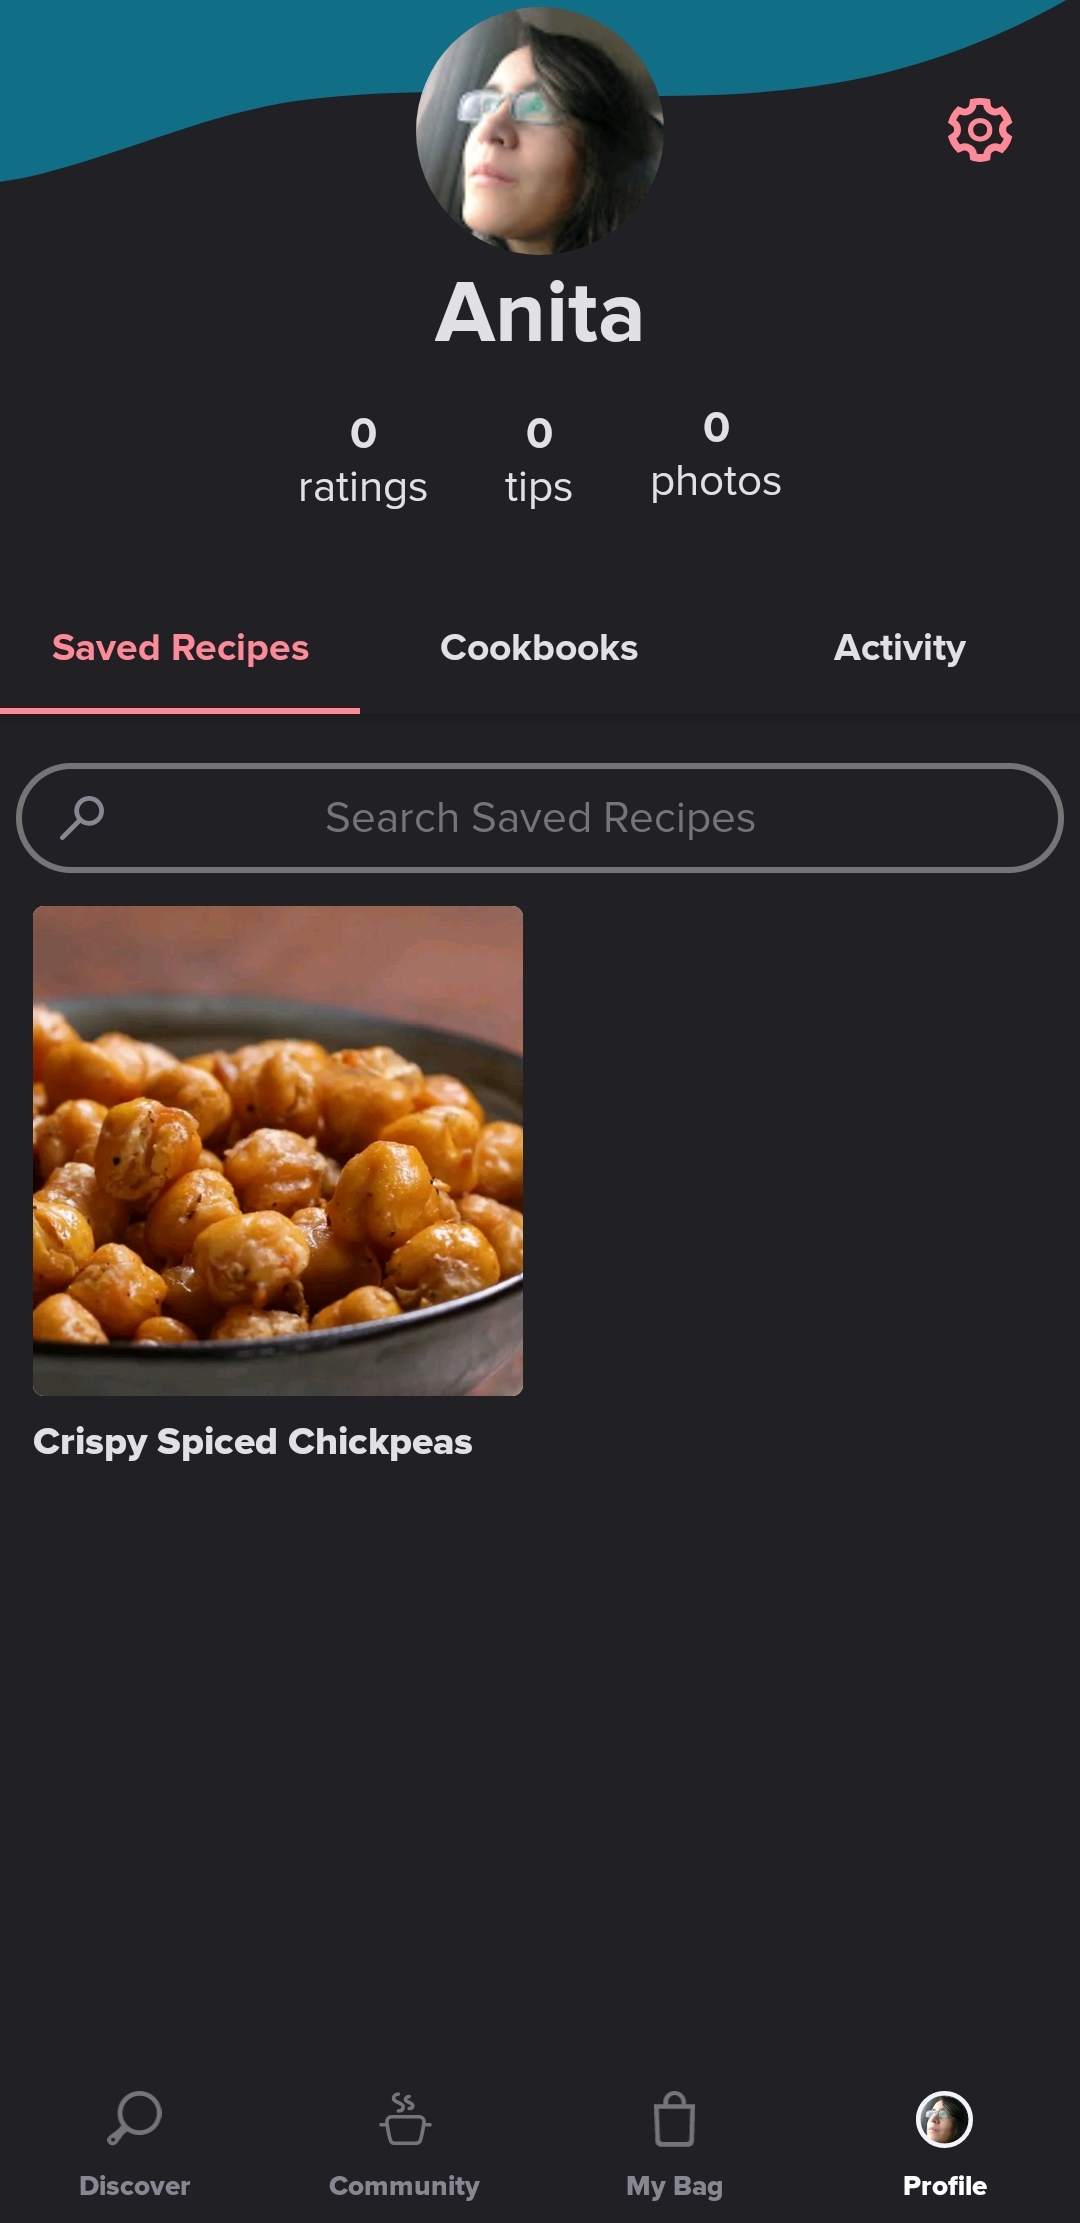 Anita
0 0 0
ratings tips photos
Saved Recipes Cookbooks Activity
Search Saved Recipes
Crispy Spiced Chickpeas
Discover Community My Bag Profile